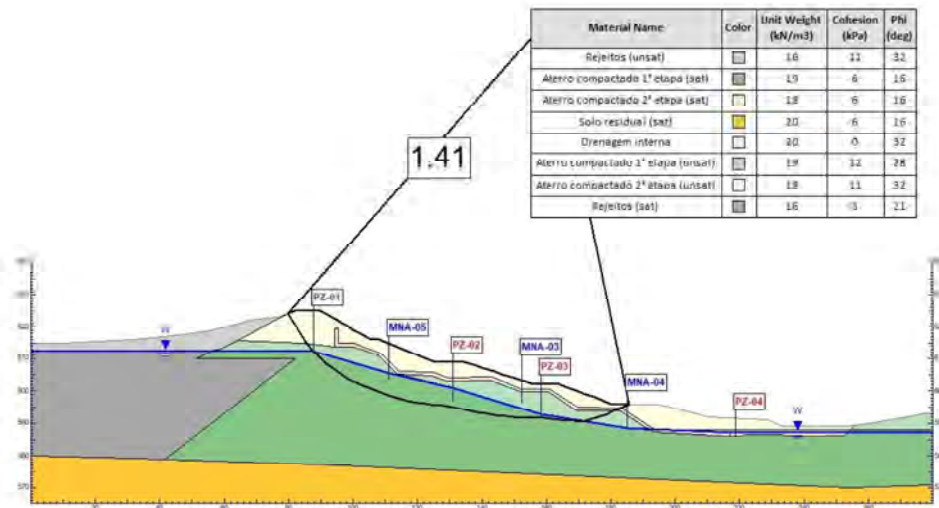 Material Name Color Unit Weight (kN/m3) Cohesion (kPa) Phi (deg)
Rejeitos (unsat) 16 11 32
Aterro compactado 1ª etapa (sat) 19 6 16
Aterro compactado 2ª etapa (sat) 18 6 16
Solo residual (sat) 20 6 16
Drenagem interna 20 0 32
Aterro compactado 1ª etapa (unsat) 19 12 28
Aterro compactado 2ª etapa (unsat) 18 11 32
Rejeitos (sat) 16 3 21
1.41
PZ-01
MNA-05
PZ-02
MNA-03
PZ-03
MNA-04
PZ-04
W
W